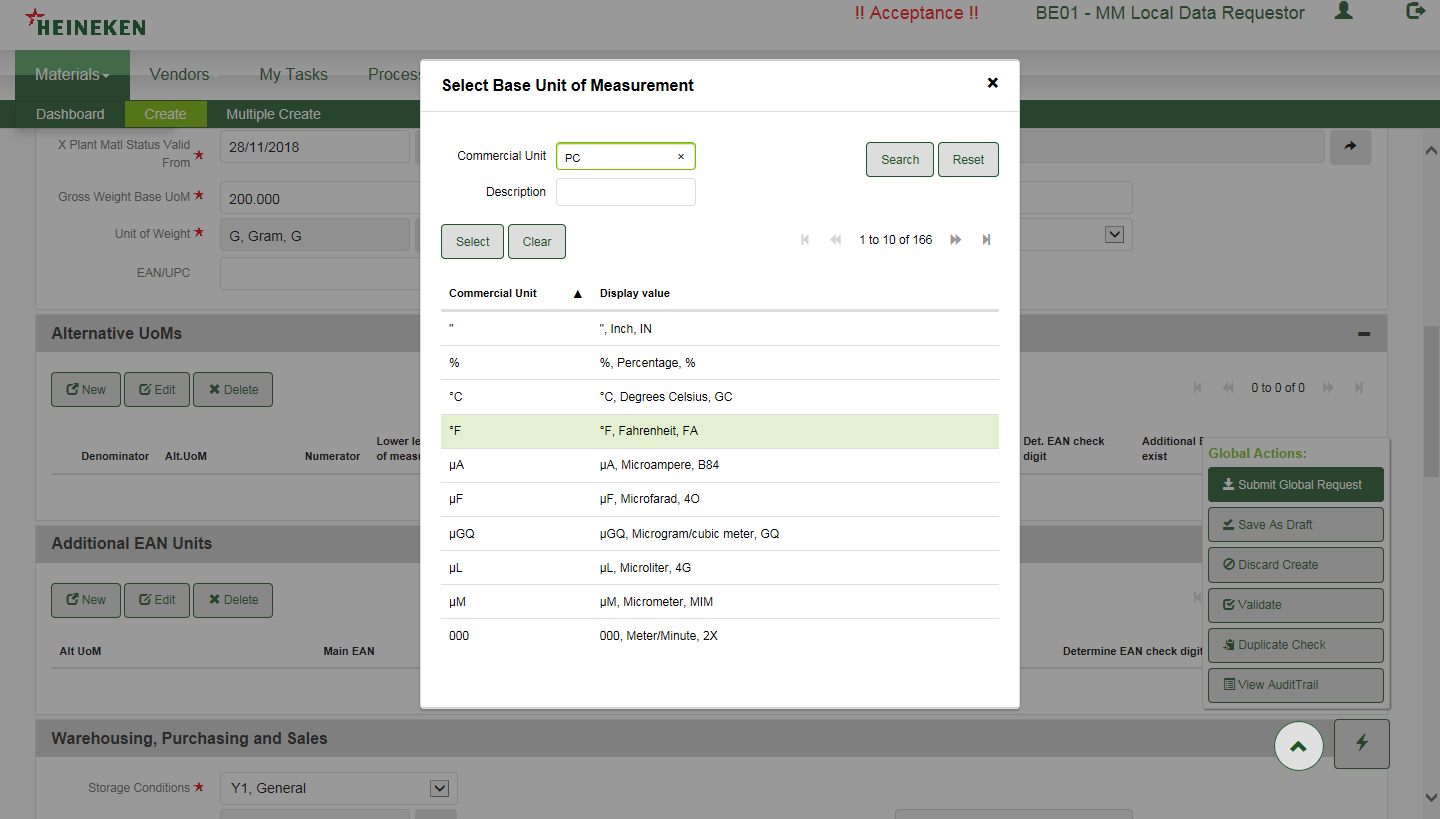 HEINEKEN
!! Acceptance !!
BE01 - MM Local Data Requestor
Materials
Vendors
My Tasks
Process
Dashboard
Create
Multiple Create
X Plant Matl Status Valid
From
28/11/2018
Gross Weight Base UoM
200.000
Unit of Weight
G, Gram, G
EAN/UPC
Select Base Unit of Measurement
Commercial Unit
PC
×
Description
Search
Reset
Select
Clear
1 to 10 of 166
Commercial Unit ▲ Display value
" ", Inch, IN
% %, Percentage, %
°C °C, Degrees Celsius, GC
°F °F, Fahrenheit, FA
µA µA, Microampere, B84
µF µF, Microfarad, 4O
µGQ µGQ, Microgram/cubic meter, GQ
µL µL, Microliter, 4G
µM µM, Micrometer, MIM
000 000, Meter/Minute, 2X
Alternative UoMs
New
Edit
Delete
0 to 0 of 0
Denominator
Alt.UoM
Numerator
Lower le
of measu
Det. EAN check
digit
Additional E
exist
Additional EAN Units
New
Edit
Delete
Alt UoM
Main EAN
Determine EAN check digit
Global Actions:
Submit Global Request
Save As Draft
Discard Create
Validate
Duplicate Check
View AuditTrail
Warehousing, Purchasing and Sales
Storage Conditions
Y1, General